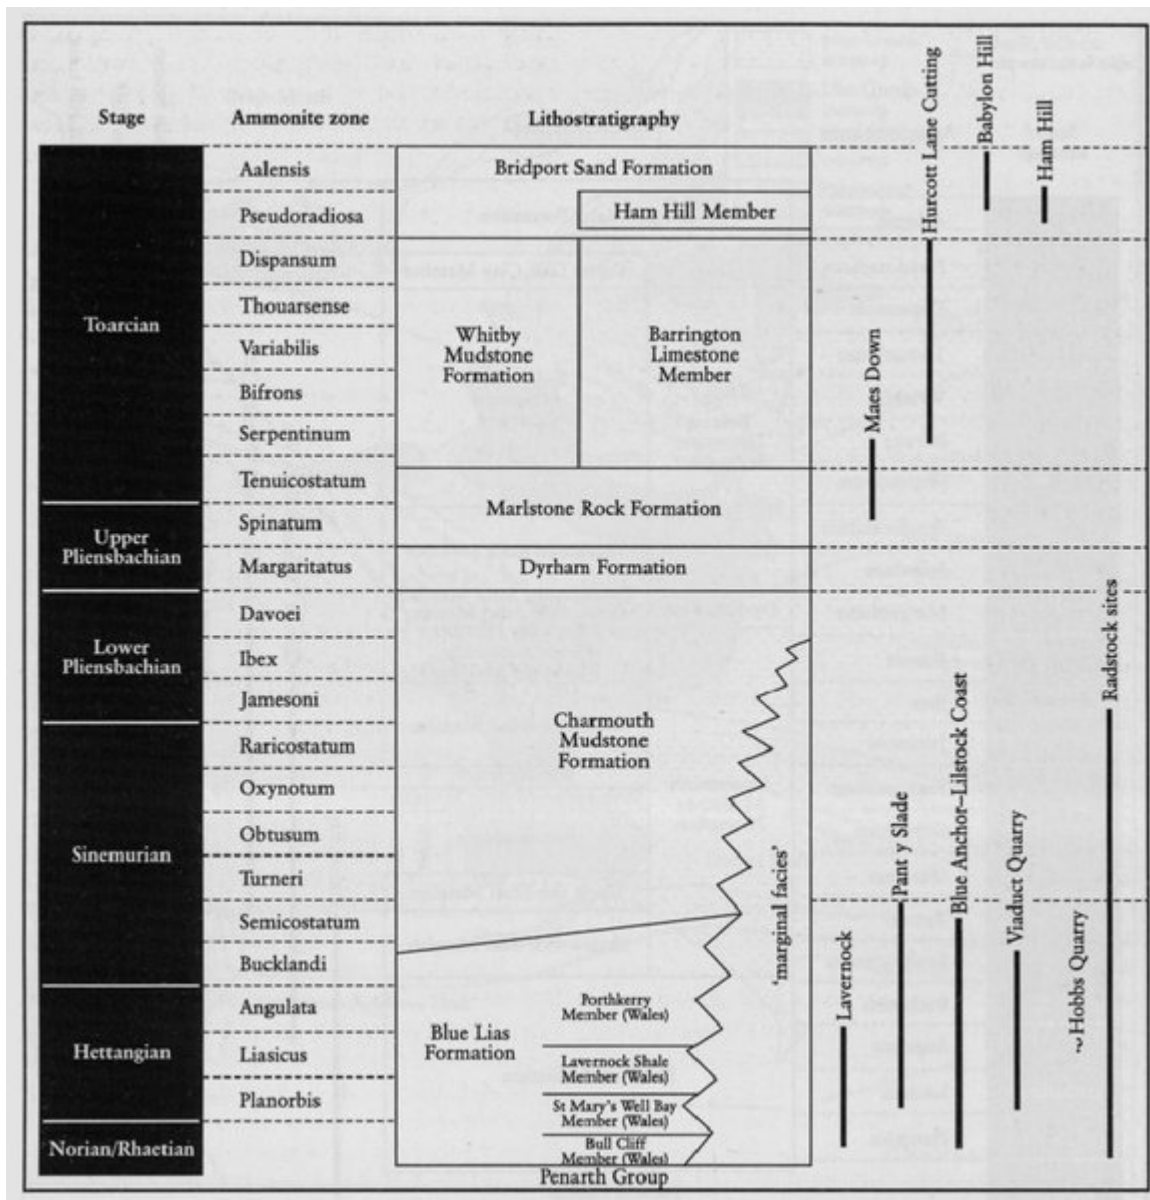 Stage
Ammonite zone
Lithostratigraphy
Toarcian
Upper
Pliensbachian
Lower
Pliensbachian
Sinemurian
Hettangian
Norian/Rhaetian
Aalensis
Pseudoradiosa
Dispansum
Thouarsense
Variabilis
Bifrons
Serpentinum
Tenuicostatum
Spinatum
Margaritatus
Davoei
Ibex
Jamesoni
Raricostatum
Oxynotum
Obtusum
Turneri
Semicostatum
Bucklandi
Angulata
Liasicus
Planorbis
Bridport Sand Formation
Ham Hill Member
Whitby
Mudstone
Formation
Barrington
Limestone
Member
Marlstone Rock Formation
Dyrham Formation
Charmouth
Mudstone
Formation
Blue Lias
Formation
Porthkerry
Member (Wales)
Lavernock Shale
Member (Wales)
St Mary's Well Bay
Member (Wales)
Bull Cliff
Member (Wales)
Penarth Group
'marginal facies'
Lavernock
Maes Down
Pant y Slade
Hurcott Lane Cutting
Blue Anchor–Lilstock Coast
Babylon Hill
Viaduct Quarry
Ham Hill
~ Hobbs Quarry
Radstock sites